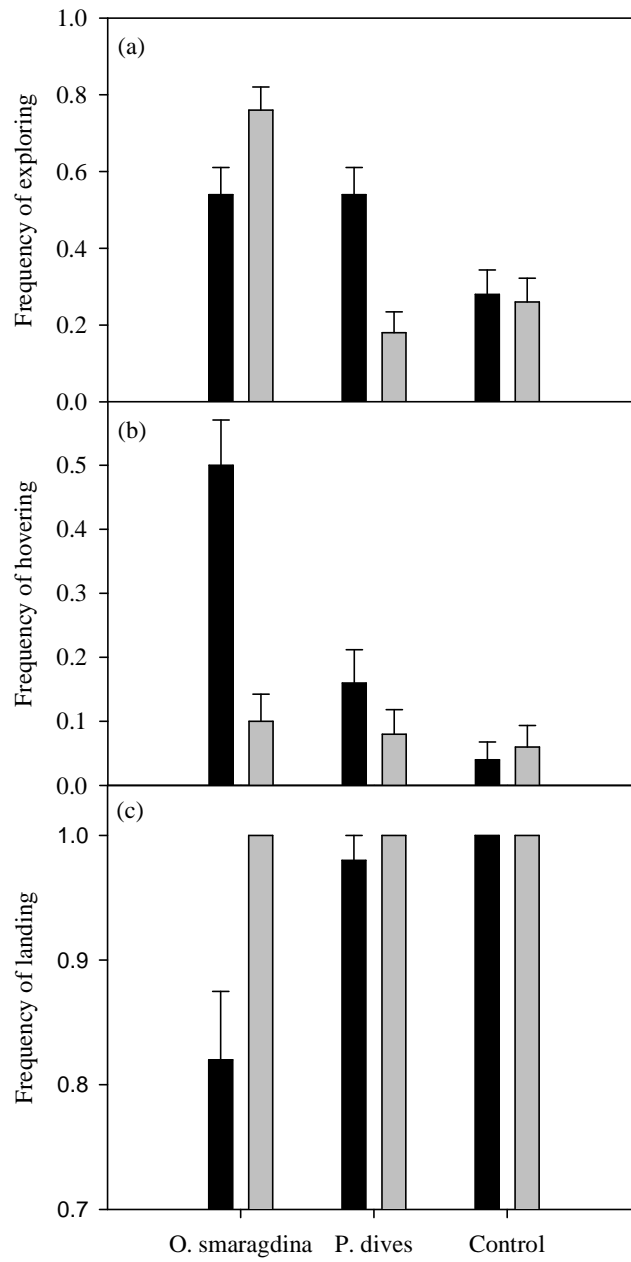 1.0
(a)
0.8
0.6
0.4
0.2
0.0
Frequency of exploring
(b)
0.5
0.4
0.3
0.2
0.1
0.0
Frequency of hovering
(c)
1.0
0.9
0.8
0.7
Frequency of landing
O. smaragdina P. dives Control